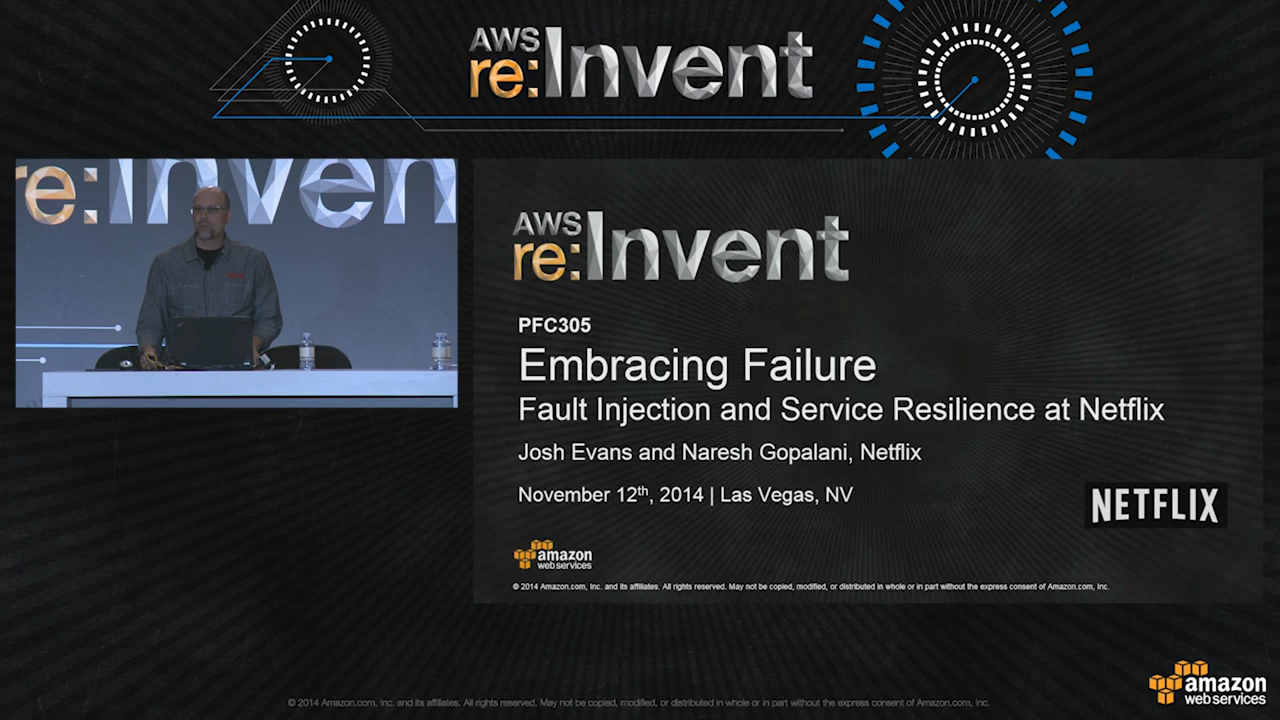 AWS
re:Invent
re:Inven
AWS
re:Invent
PFC305
Embracing Failure
Fault Injection and Service Resilience at Netflix
Josh Evans and Naresh Gopalani, Netflix
November 12th, 2014 | Las Vegas, NV
NETFLIX
amazon
web services
© 2014 Amazon.com, Inc. and its affiliates. All rights reserved. May not be copied, modified, or distributed in whole or in part without the express consent of Amazon.com, Inc.
amazon
web services
© 2014 Amazon.com, Inc. and its affiliates. All rights reserved. May not be copied, modified, or distributed in whole or in part without the express consent of Amazon.com, Inc.